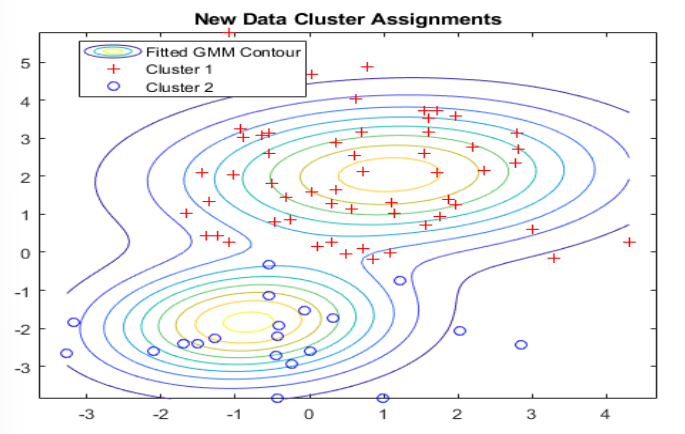 New Data Cluster Assignments
Fitted GMM Contour
Cluster 1
Cluster 2
5
4
3
2
1
0
-1
-2
-3
-3 -2 -1 0 1 2 3 4